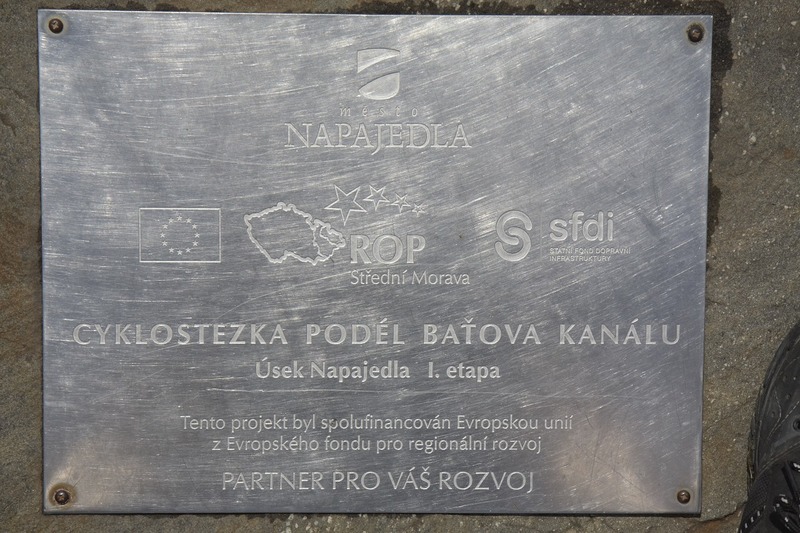 MĚSTO
NAPAJEDLA
ROP
Střední Morava
sfdi
STÁTNÍ FOND DOPRAVNÍ
INFRASTRUKTURY
CYKLOSTEZKA PODÉL BAŤOVA KANÁLU
Úsek Napajedla I. etapa
Tento projekt byl spolufinancován Evropskou unií
z Evropského fondu pro regionální rozvoj
PARTNER PRO VÁŠ ROZVOJ